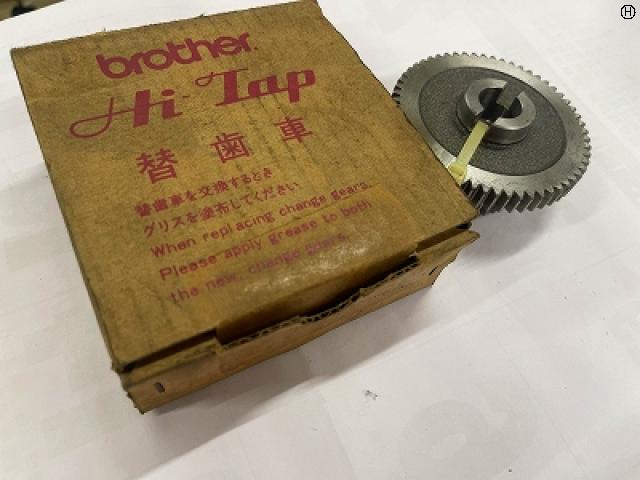 brother.
Hi-Tap
替歯車
替歯車を交換するとき
グリスを塗布してください
When replacing change gears.
Please apply grease to both
the new. change gears.
H